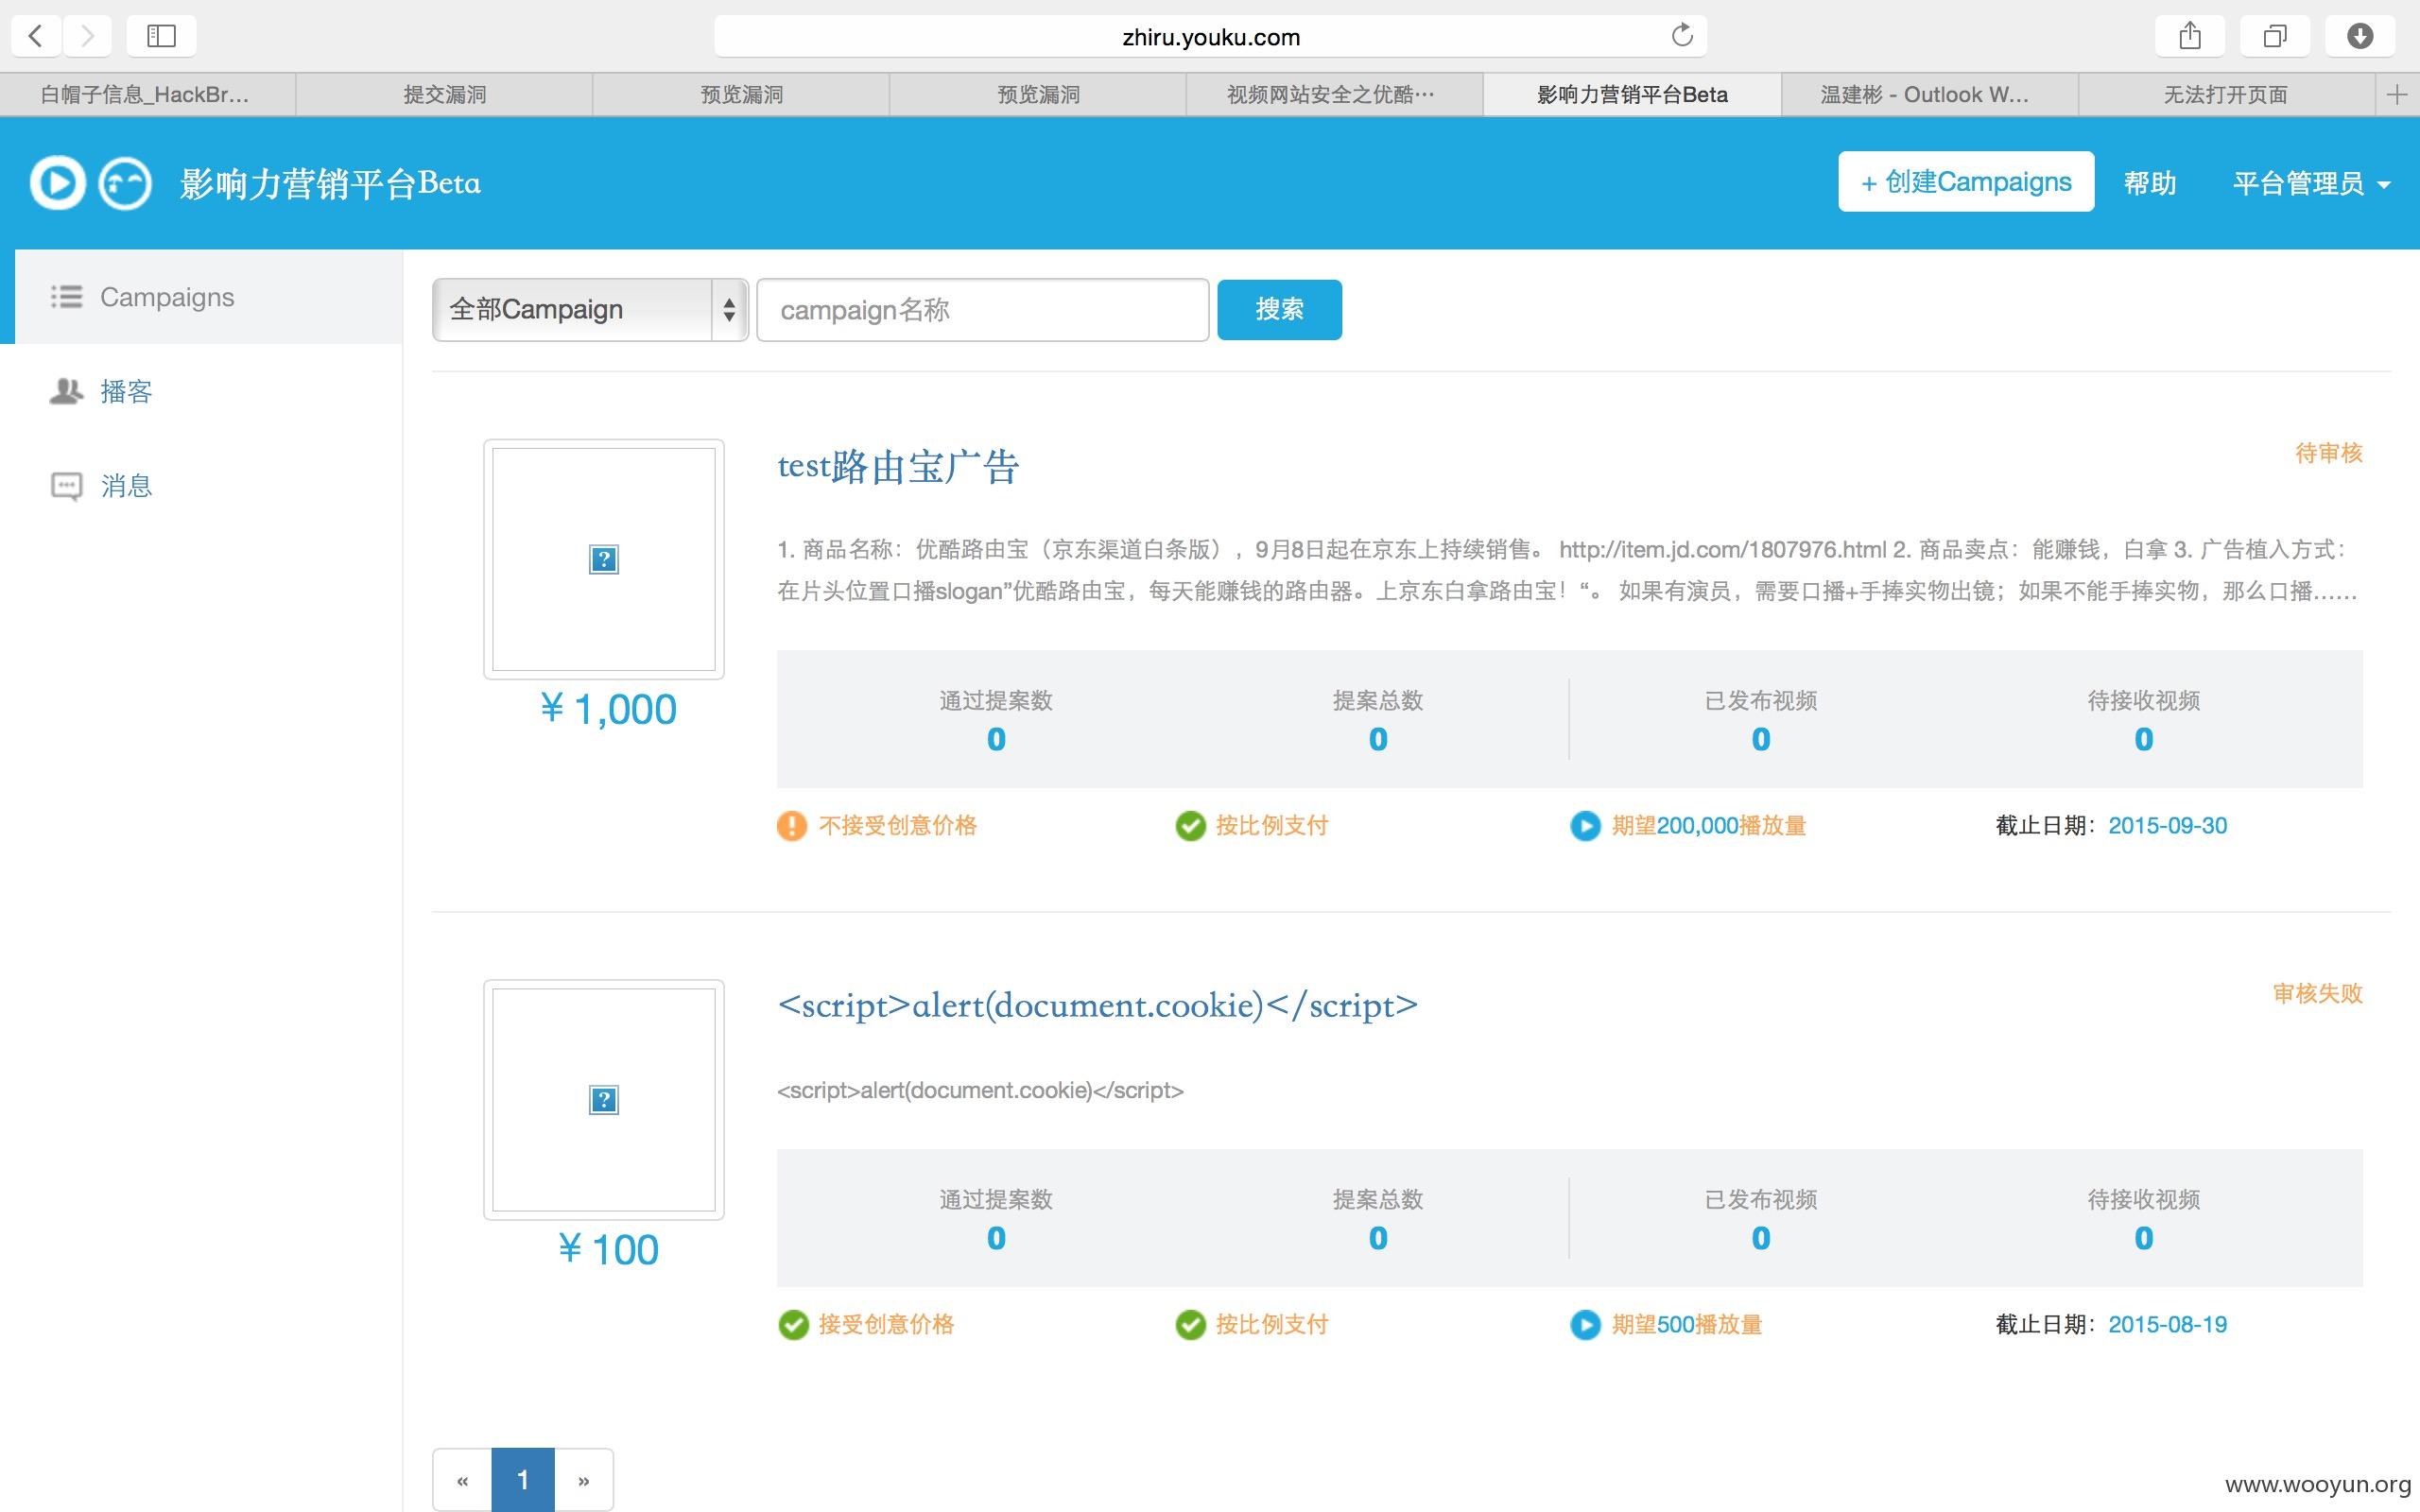 zhiru.youku.com
白帽子信息_HackBr...
提交漏洞
预览漏洞
预览漏洞
视频网站安全之优酷…
影响力营销平台Beta
温建彬 - Outlook W...
无法打开页面
影响力营销平台Beta
+ 创建Campaigns
帮助
平台管理员
Campaigns
播客
消息
全部Campaign
campaign名称
搜索
test路由宝广告
待审核
1. 商品名称：优酷路由宝（京东渠道白条版），9月8日起在京东上持续销售。 http://item.jd.com/1807976.html 2. 商品卖点：能赚钱，白拿 3. 广告植入方式：
在片头位置口播slogan”优酷路由宝，每天能赚钱的路由器。上京东白拿路由宝！“。 如果有演员，需要口播+手捧实物出镜；如果不能手捧实物，那么口播……
¥ 1,000
通过提案数
提案总数
已发布视频
待接收视频
0
0
0
0
不接受创意价格
按比例支付
期望200,000播放量
截止日期：2015-09-30
<script>alert(document.cookie)</script>
审核失败
<script>alert(document.cookie)</script>
¥ 100
通过提案数
提案总数
已发布视频
待接收视频
0
0
0
0
接受创意价格
按比例支付
期望500播放量
截止日期：2015-08-19
« 1 »
www.wooyun.org